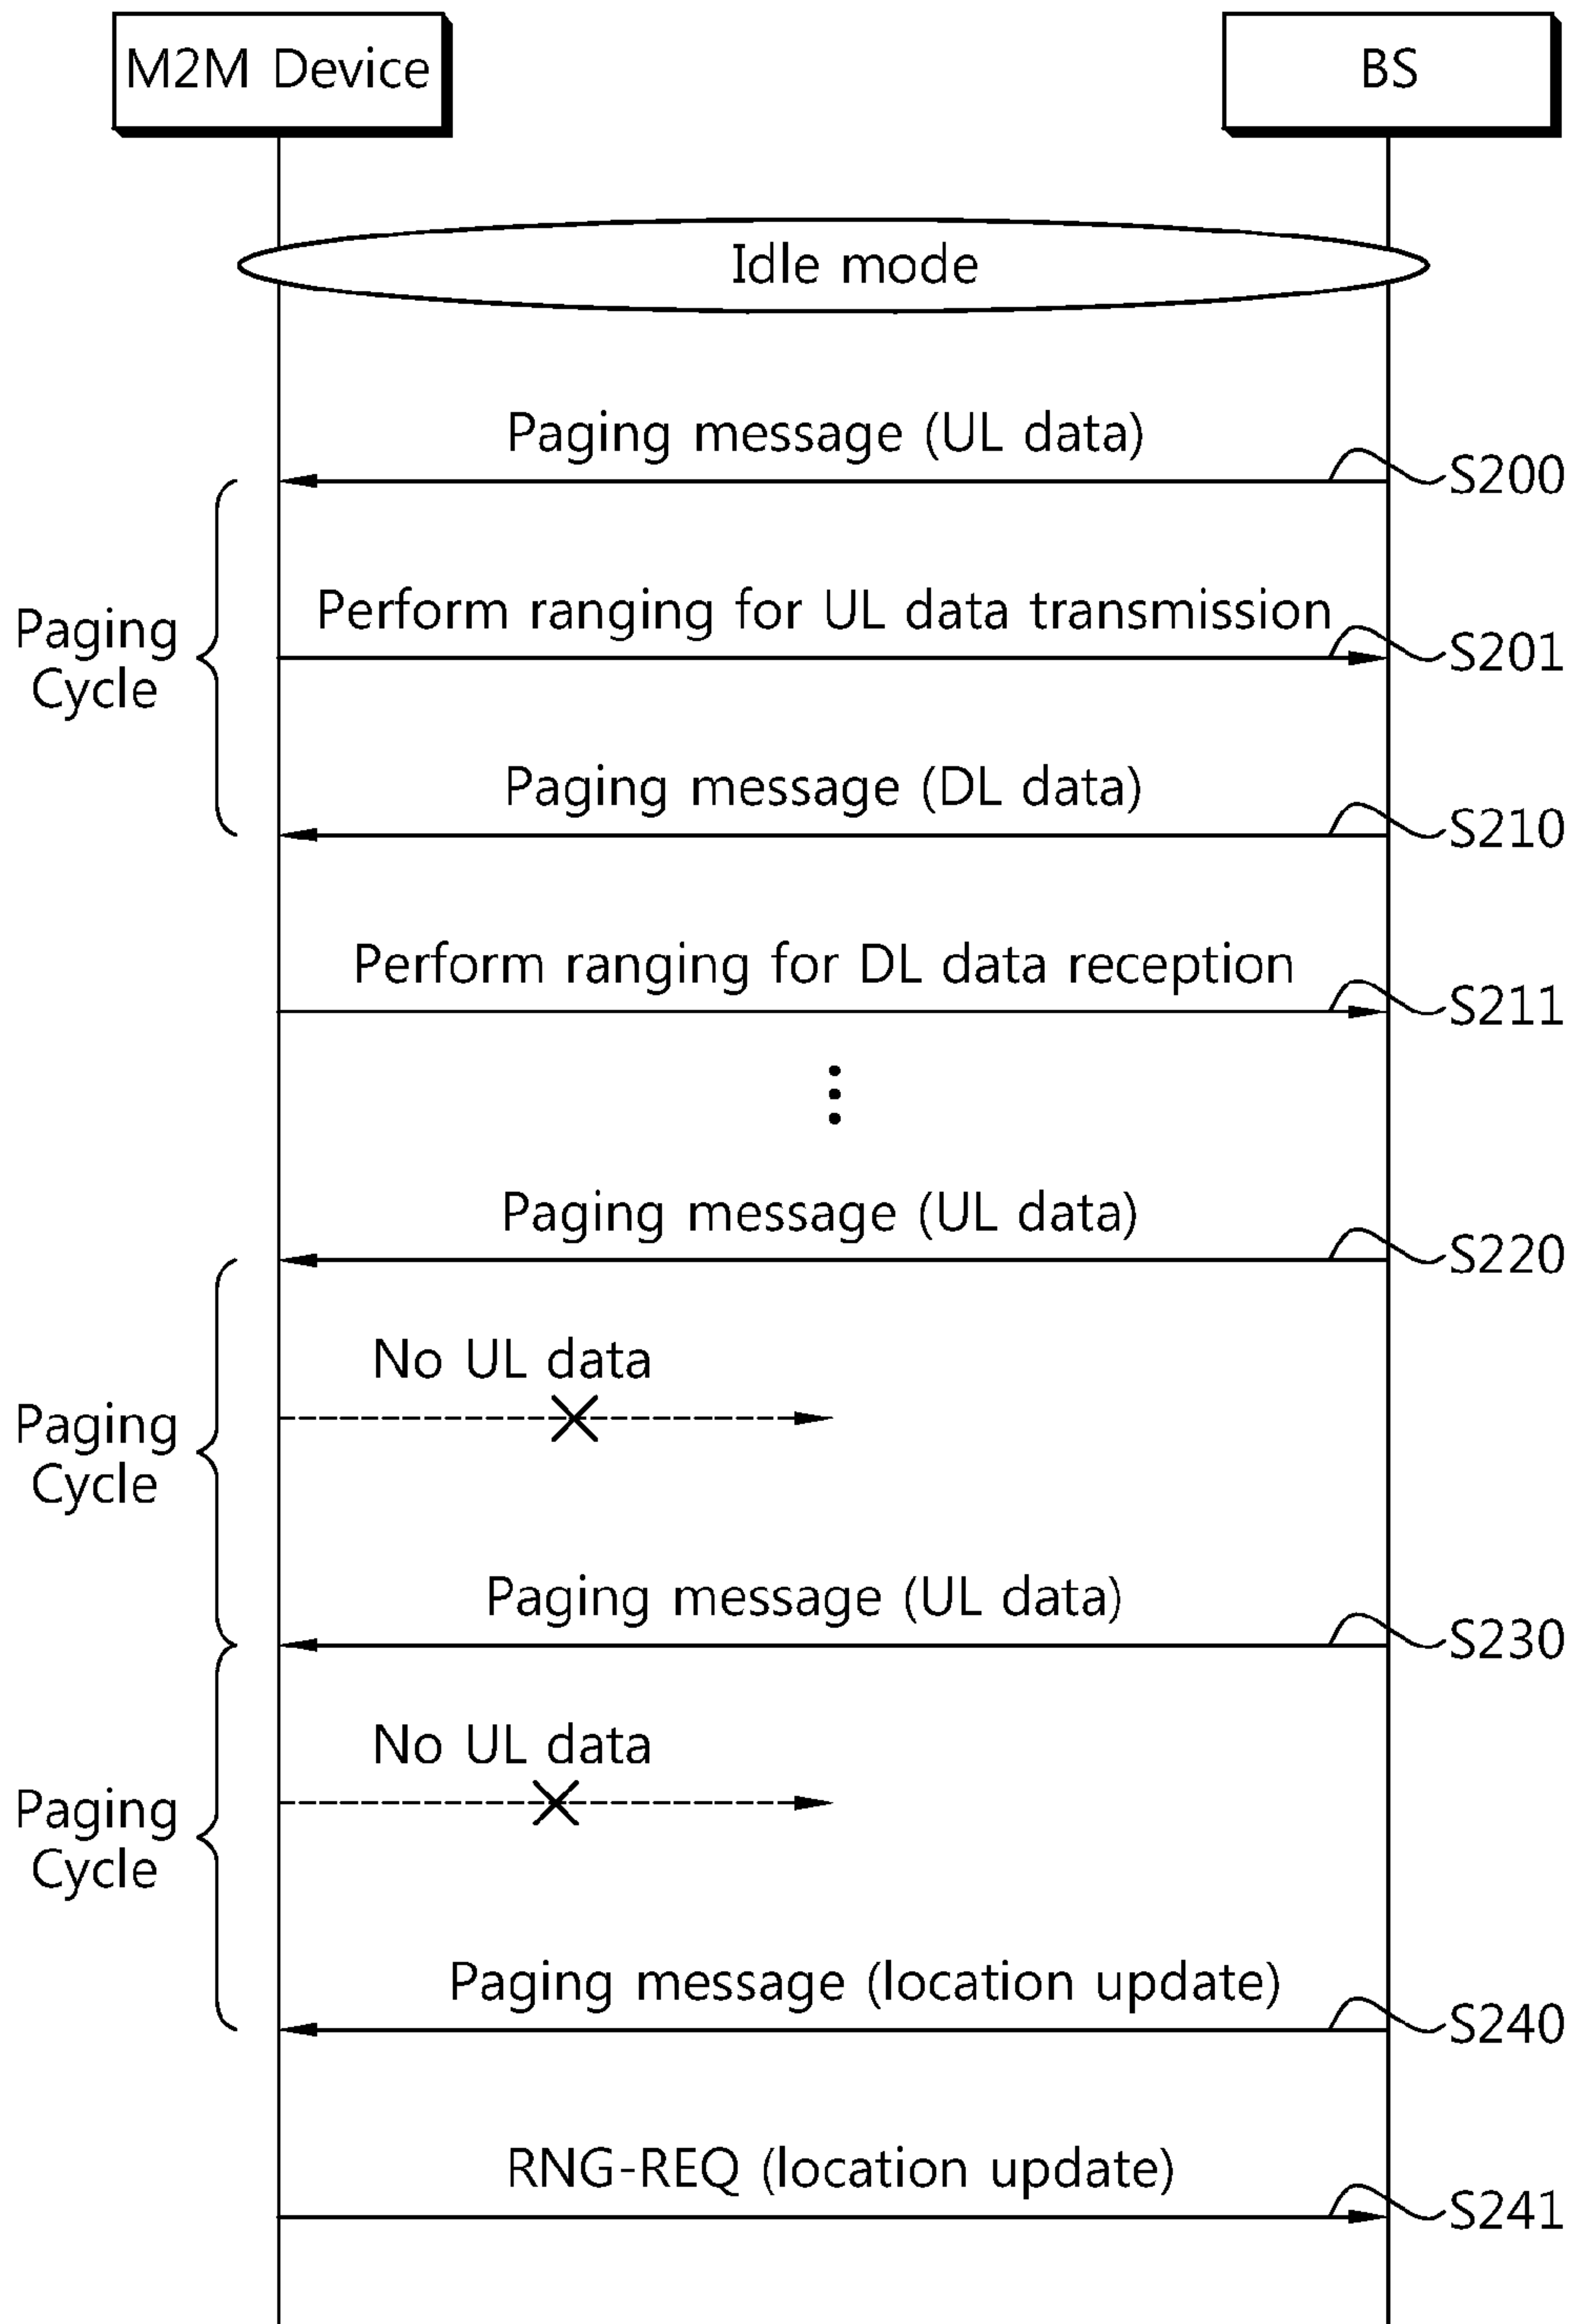 M2M Device
BS
Idle mode
Paging message (UL data)
S200
Perform ranging for UL data transmission
S201
Paging
Cycle
Paging message (DL data)
S210
Perform ranging for DL data reception
S211
Paging message (UL data)
S220
No UL data
Paging
Cycle
Paging message (UL data)
S230
No UL data
Paging
Cycle
Paging message (location update)
S240
RNG-REQ (location update)
S241